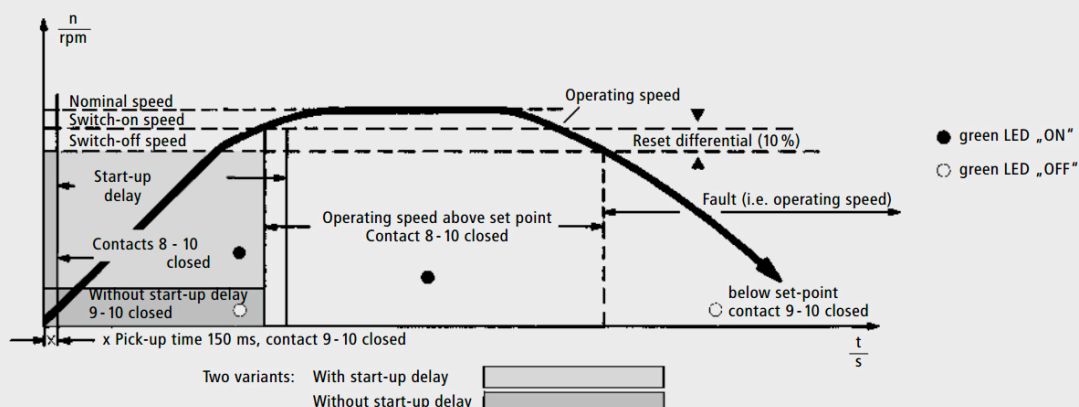 n
rpm
Nominal speed
Switch-on speed
Switch-off speed
Operating speed
Reset differential (10 %)
green LED „ON“
green LED „OFF“
Start-up
delay
Fault (i.e. operating speed)
Operating speed above set point
Contact 8-10 closed
Contacts 8 - 10
closed
Without start-up delay
9-10 closed
below set-point
contact 9-10 closed
x
x Pick-up time 150 ms, contact 9-10 closed
t
s
Two variants: With start-up delay
Without start-up delay